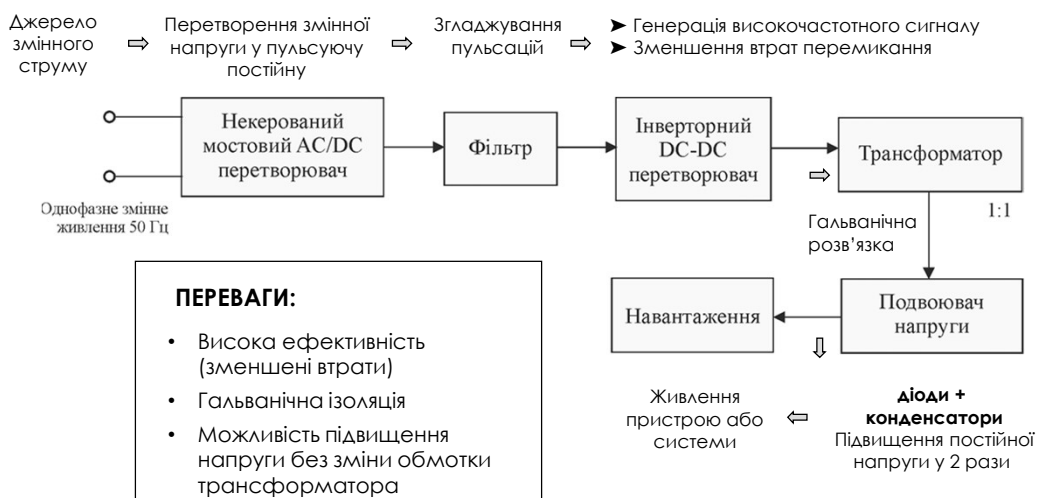 Джерело
змінного
струму
Перетворення змінної
напруги у пульсуючу
постійну
Згладжування
пульсацій
➤ Генерація високочастотного сигналу
➤ Зменшення втрат перемикання
Некерований
мостовий AC/DC
перетворювач
Фільтр
Інверторний
DC-DC
перетворювач
Трансформатор
Однофазне змінне
живлення 50 Гц
1:1
Гальванічна
розв’язка
ПЕРЕВАГИ:
• Висока ефективність
(зменшені втрати)
• Гальванічна ізоляція
• Можливість підвищення
напруги без зміни обмотки
трансформатора
Навантаження
Подвоювач
напруги
Живлення
пристрою або
системи
діоди +
конденсатори
Підвищення постійної
напруги у 2 рази